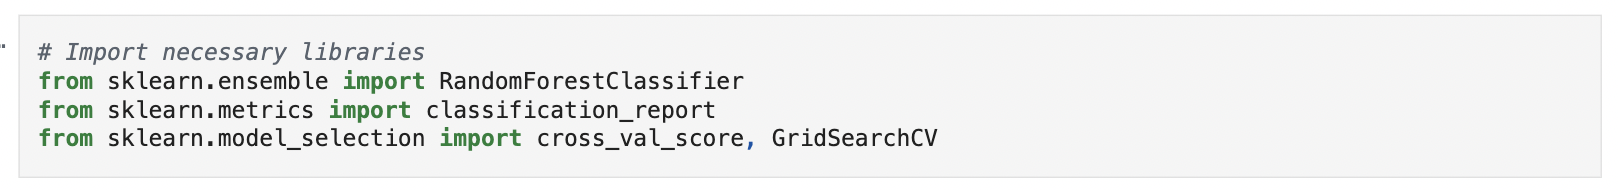 # Import necessary libraries
from sklearn.ensemble import RandomForestClassifier
from sklearn.metrics import classification_report
from sklearn.model_selection import cross_val_score, GridSearchCV